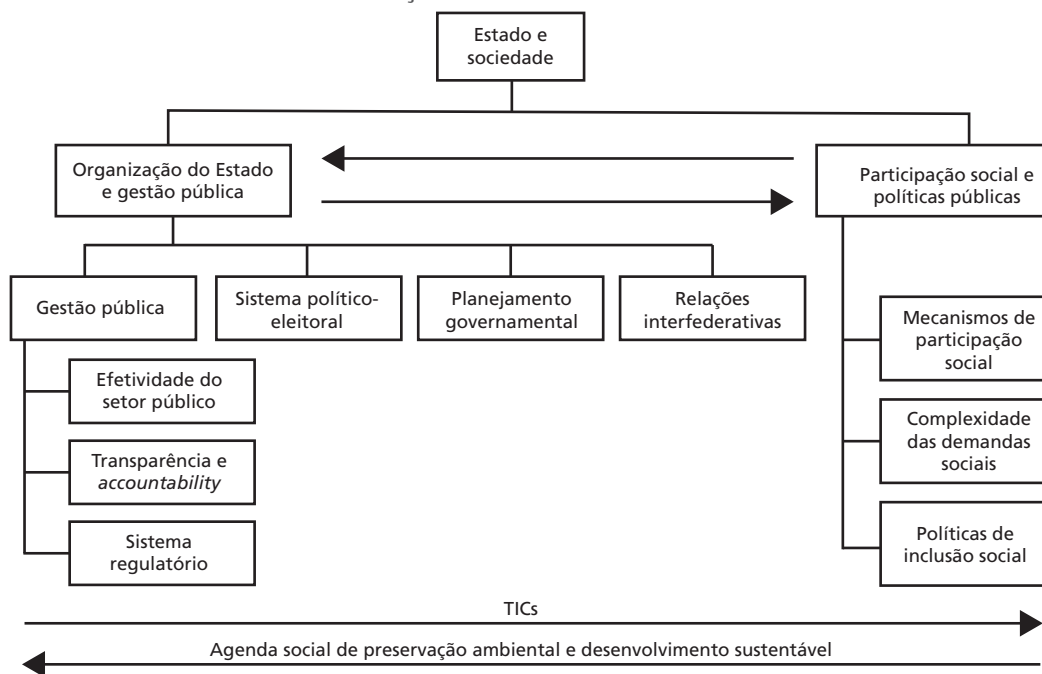 Estado e
sociedade
Organização do Estado
e gestão pública
Participação social e
políticas públicas
Gestão pública
Sistema político-
eleitoral
Planejamento
governamental
Relações
interfederativas
Efetividade do
setor público
Transparência e
accountability
Sistema
regulatório
Mecanismos de
participação
social
Complexidade
das demandas
sociais
Políticas de
inclusão social
TICs
Agenda social de preservação ambiental e desenvolvimento sustentável